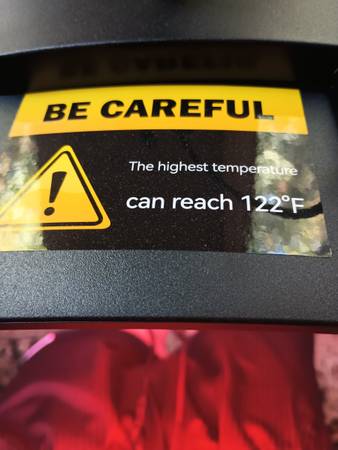 BE CAREFUL
The highest temperature
can reach 122°F